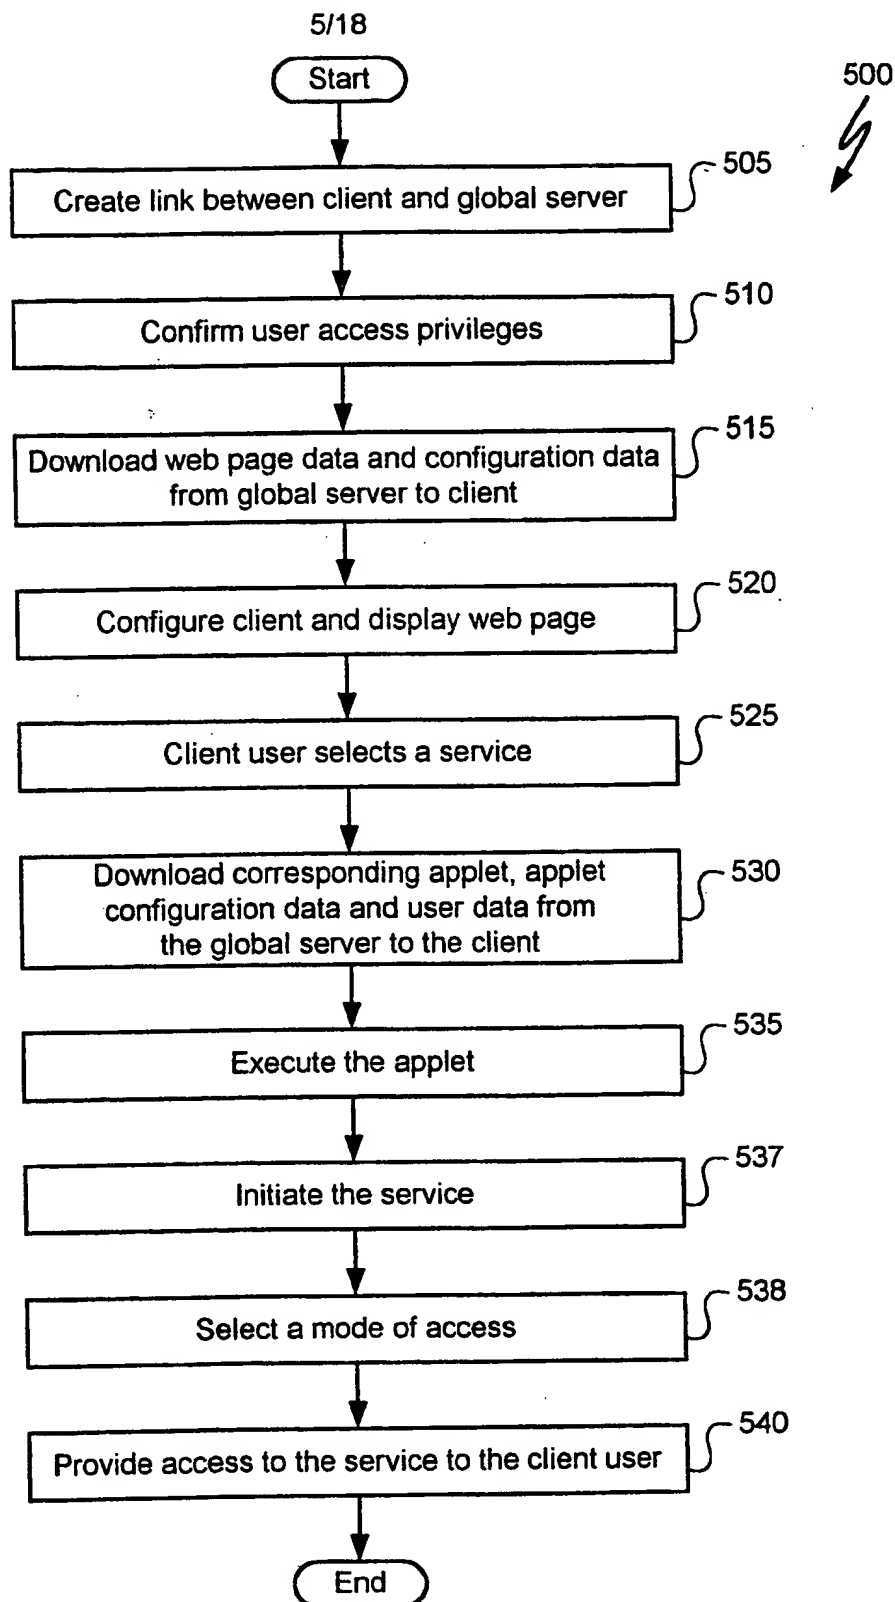 5/18
Start
500
505
Create link between client and global server
510
Confirm user access privileges
515
Download web page data and configuration data
from global server to client
520
Configure client and display web page
525
Client user selects a service
530
Download corresponding applet, applet
configuration data and user data from
the global server to the client
535
Execute the applet
537
Initiate the service
538
Select a mode of access
540
Provide access to the service to the client user
End